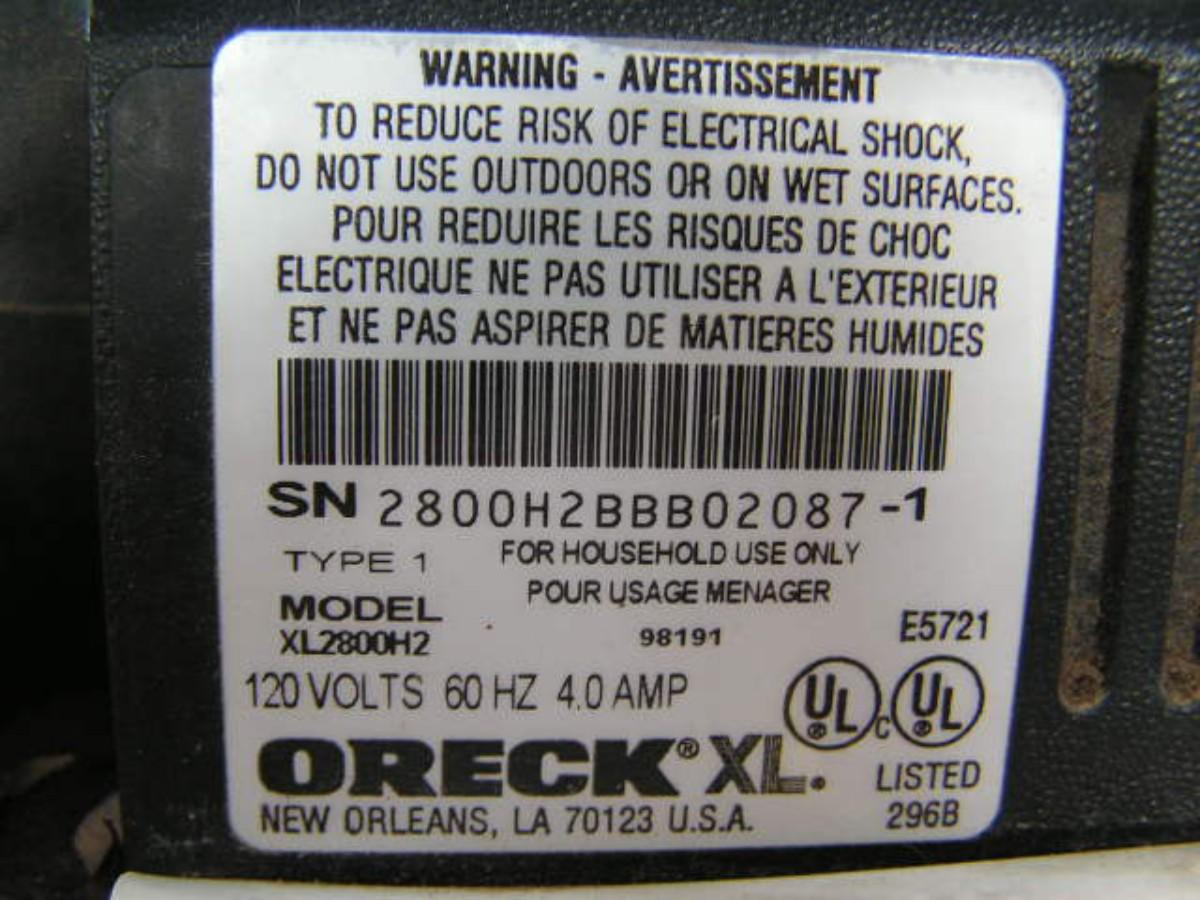 WARNING - AVERTISSEMENT
TO REDUCE RISK OF ELECTRICAL SHOCK,
DO NOT USE OUTDOORS OR ON WET SURFACES.
POUR REDUIRE LES RISQUES DE CHOC
ELECTRIQUE NE PAS UTILISER A L'EXTERIEUR
ET NE PAS ASPIRER DE MATIERES HUMIDES
SN 2800H2BBB02087-1
TYPE 1 FOR HOUSEHOLD USE ONLY
POUR USAGE MENAGER
MODEL
XL2800H2 98191 E5721
120 VOLTS 60 HZ 4.0 AMP
UL® C UL®
ORECK® XL.
LISTED
NEW ORLEANS, LA 70123 U.S.A.
296B